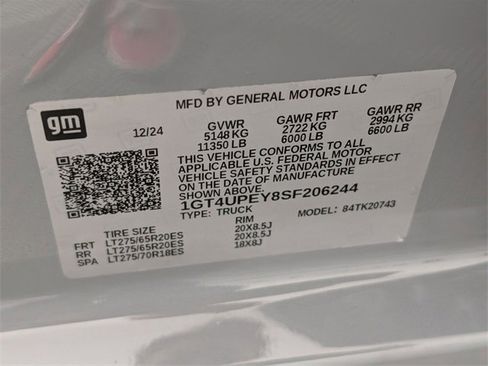 gm
MFD BY GENERAL MOTORS LLC
12/24
GVWR GAWR FRT GAWR RR
5148 KG 2722 KG 2994 KG
11350 LB 6000 LB 6600 LB
THIS VEHICLE CONFORMS TO ALL
APPLICABLE U.S. FEDERAL MOTOR
VEHICLE SAFETY STANDARDS IN EFFECT
ON THE DATE OF MANUFACTURE SHOWN ABOVE.
1GT4UPEY8SF206244
TYPE: TRUCK MODEL: 84TK20743
TIRE SIZE RIM
FRT LT275/65R20ES 20X8.5J
RR LT275/65R20ES 20X8.5J
SPA LT275/70R18ES 18X8J